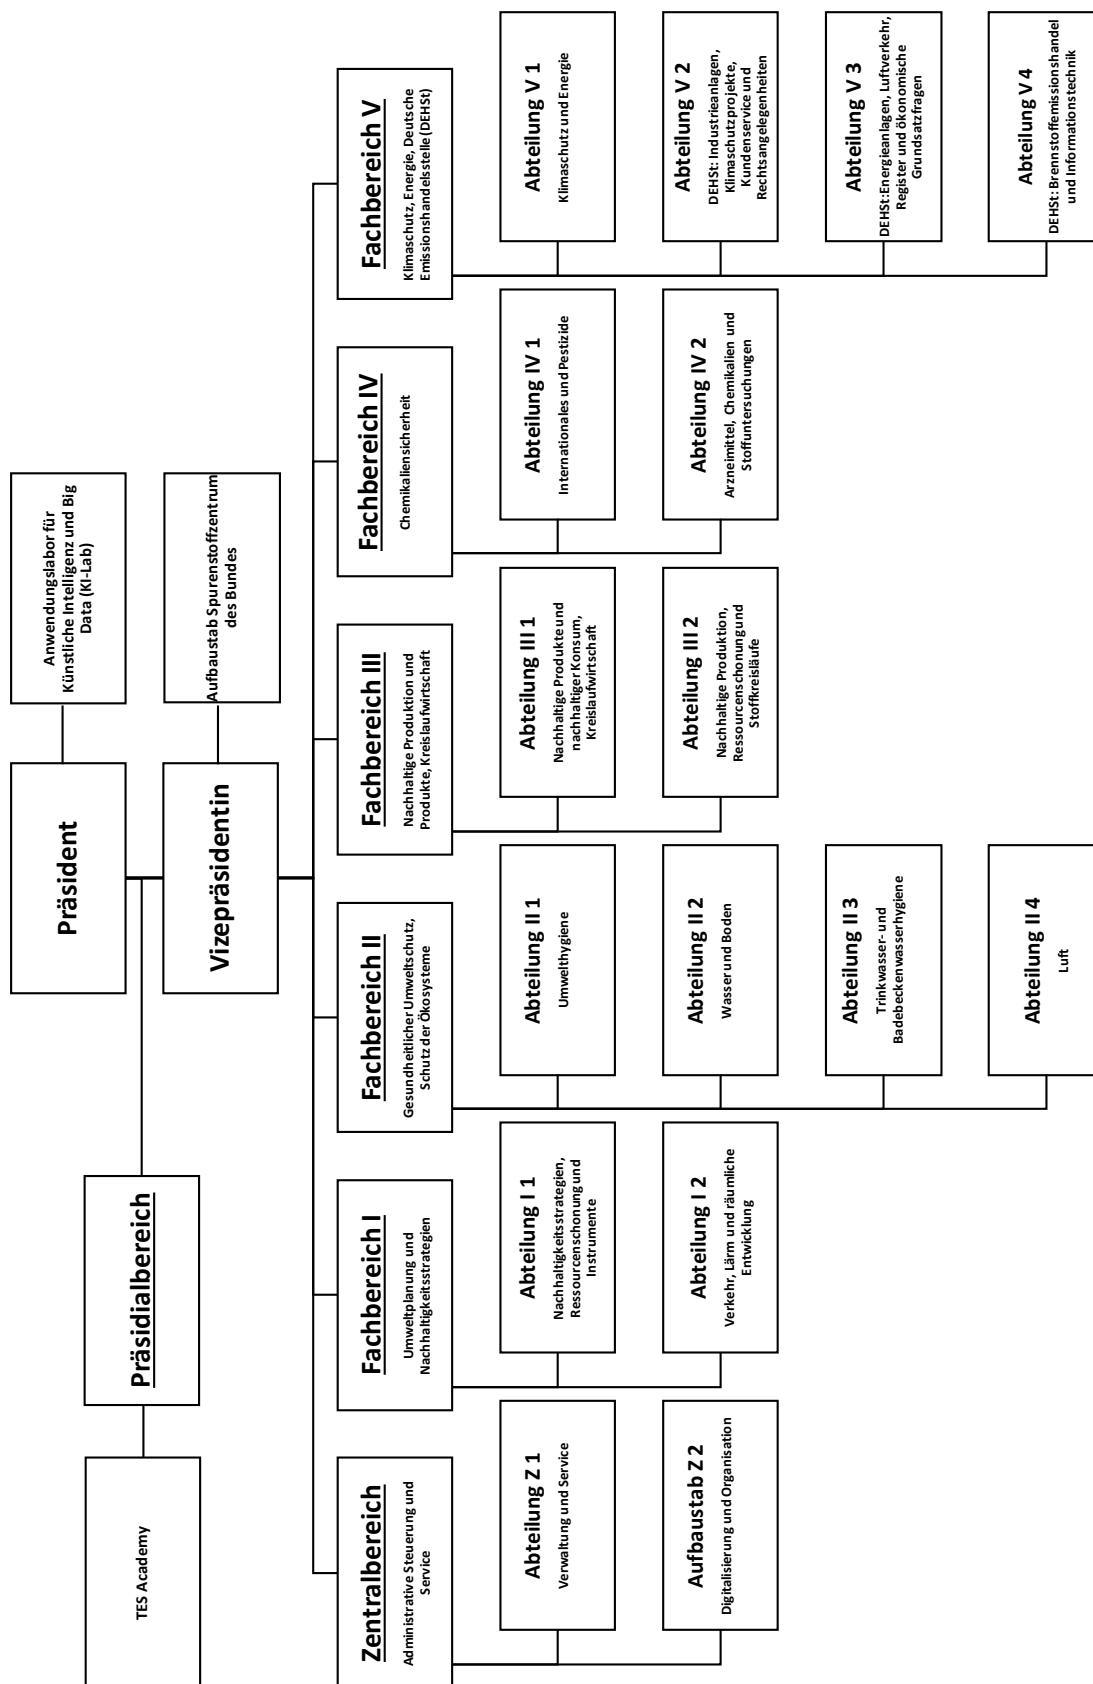 Präsident
Anwendungslabor für
Künstliche Intelligenz und Big
Data (KI-Lab)
Präsidialbereich
TES Academy
Vizepräsidentin
Aufbaustab Spurenstoffzentrum
des Bundes
Zentralbereich
Administrative Steuerung und
Service
Fachbereich I
Umweltplanung und
Nachhaltigkeitsstrategien
Fachbereich II
Gesundheitlicher Umweltschutz,
Schutz der Ökosysteme
Fachbereich III
Nachhaltige Produktion und
Produkte, Kreislaufwirtschaft
Fachbereich IV
Chemikaliensicherheit
Fachbereich V
Klimaschutz, Energie, Deutsche
Emissionshandelsstelle (DEHSt)
Abteilung Z 1
Verwaltung und Service
Abteilung I 1
Nachhaltigkeitsstrategien,
Ressourcenschonung und
Instrumente
Abteilung II 1
Umwelthygiene
Abteilung III 1
Nachhaltige Produkte und
nachhaltiger Konsum,
Kreislaufwirtschaft
Abteilung IV 1
Internationales und Pestizide
Abteilung V 1
Klimaschutz und Energie
Aufbaustab Z 2
Digitalisierung und Organisation
Abteilung I 2
Verkehr, Lärm und räumliche
Entwicklung
Abteilung II 2
Wasser und Boden
Abteilung III 2
Nachhaltige Produktion,
Ressourcenschonung und
Stoffkreisläufe
Abteilung IV 2
Arzneimittel, Chemikalien und
Stoffuntersuchungen
Abteilung V 2
DEHSt: Industrieanlagen,
Klimaschutzprojekte,
Kundenservice und
Rechtsangelegenheiten
Abteilung II 3
Trinkwasser- und
Badebeckenwasserhygiene
Abteilung V 3
DEHSt:Energieanlagen, Luftverkehr,
Register und ökonomische
Grundsatzfragen
Abteilung II 4
Luft
Abteilung V 4
DEHSt: Brennstoffemissionshandel
und Informationstechnik